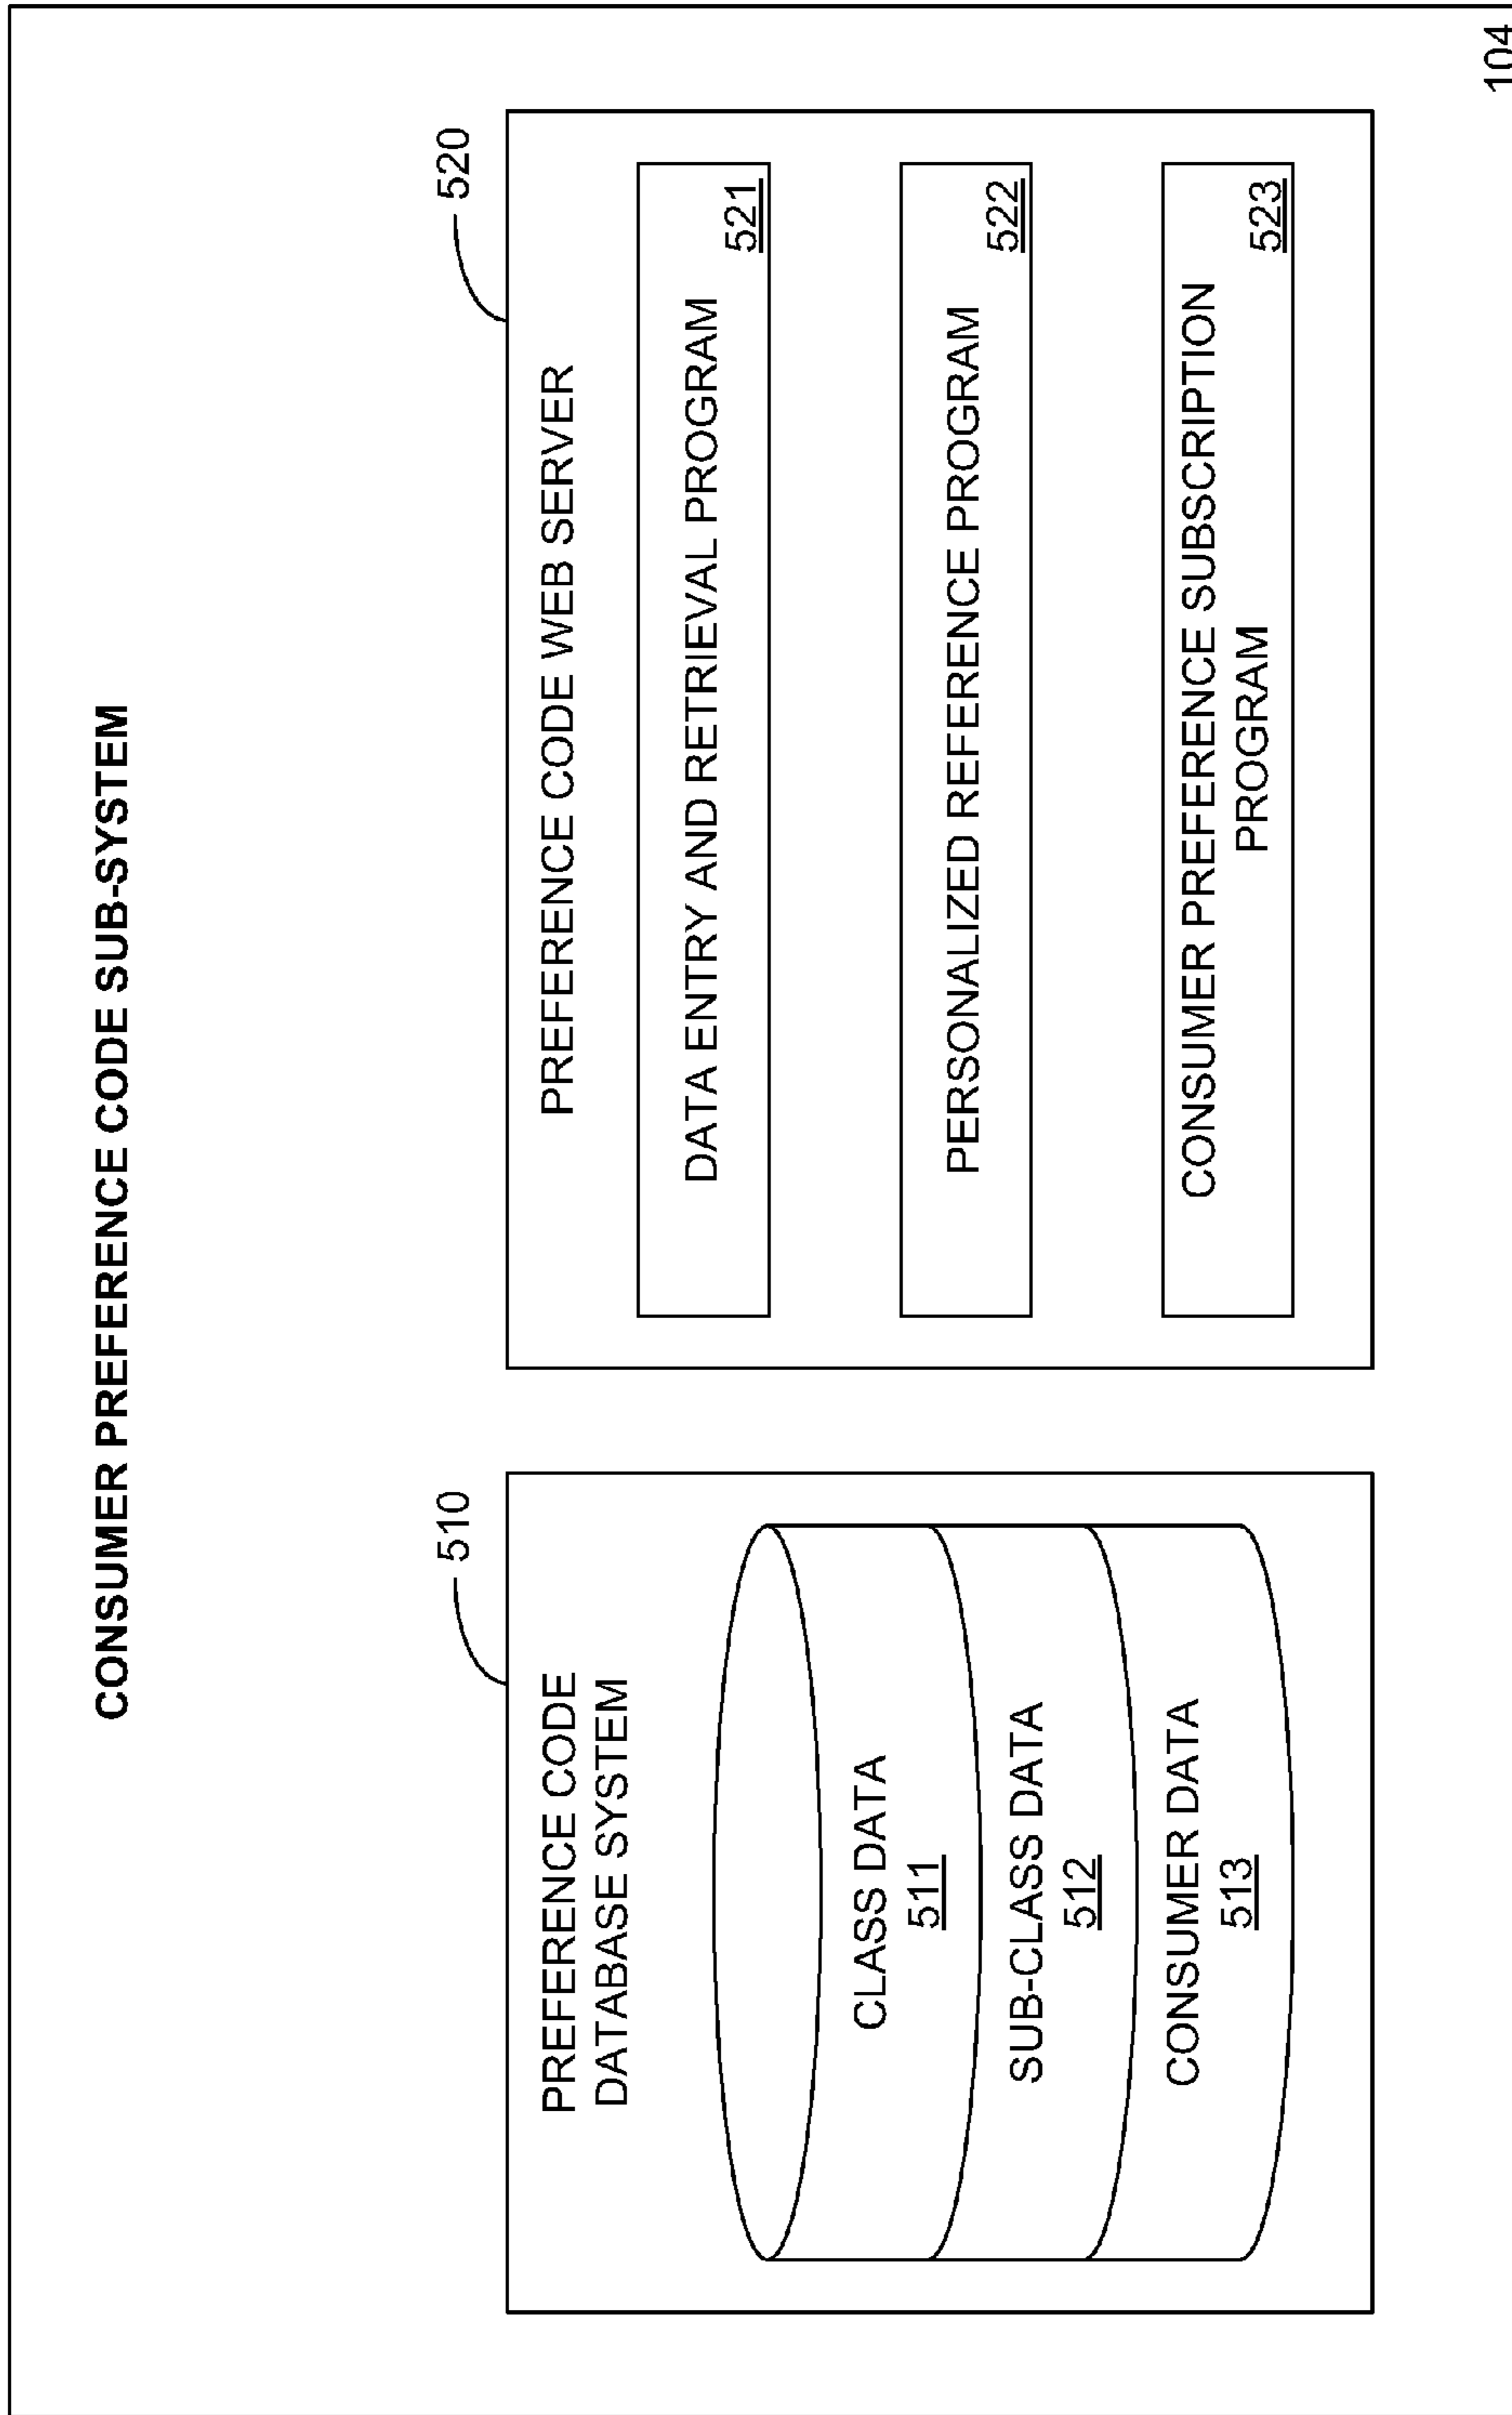 CONSUMER PREFERENCE CODE SUB-SYSTEM
510
PREFERENCE CODE
DATABASE SYSTEM
CLASS DATA
511
SUB-CLASS DATA
512
CONSUMER DATA
513
520
PREFERENCE CODE WEB SERVER
DATA ENTRY AND RETRIEVAL PROGRAM
521
PERSONALIZED REFERENCE PROGRAM
522
CONSUMER PREFERENCE SUBSCRIPTION
PROGRAM
523
104